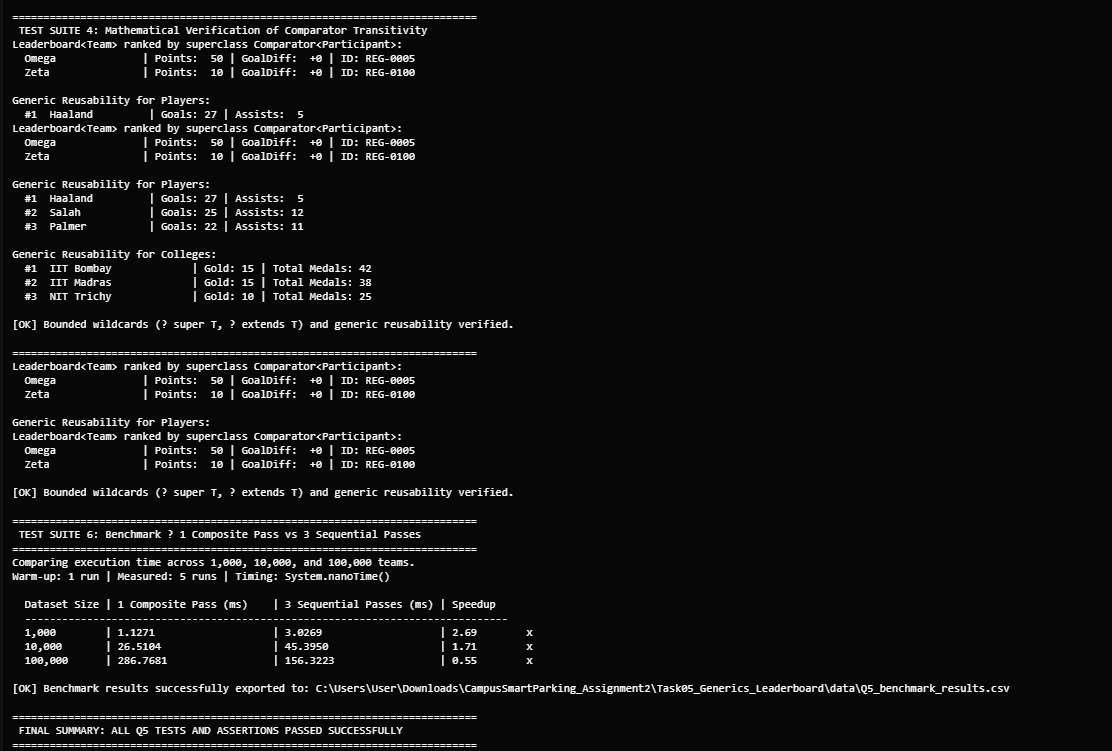 ================================================================================
TEST SUITE 4: Mathematical Verification of Comparator Transitivity
Leaderboard<Team> ranked by superclass Comparator<Participant>:
Omega | Points: 50 | GoalDiff: +0 | ID: REG-0005
Zeta | Points: 10 | GoalDiff: +0 | ID: REG-0100
Generic Reusability for Players:
#1 Haaland | Goals: 27 | Assists: 5
Leaderboard<Team> ranked by superclass Comparator<Participant>:
Omega | Points: 50 | GoalDiff: +0 | ID: REG-0005
Zeta | Points: 10 | GoalDiff: +0 | ID: REG-0100
Generic Reusability for Players:
#1 Haaland | Goals: 27 | Assists: 5
#2 Salah | Goals: 25 | Assists: 12
#3 Palmer | Goals: 22 | Assists: 11
Generic Reusability for Colleges:
#1 IIT Bombay | Gold: 15 | Total Medals: 42
#2 IIT Madras | Gold: 15 | Total Medals: 38
#3 NIT Trichy | Gold: 10 | Total Medals: 25
[OK] Bounded wildcards (? super T, ? extends T) and generic reusability verified.
================================================================================
Leaderboard<Team> ranked by superclass Comparator<Participant>:
Omega | Points: 50 | GoalDiff: +0 | ID: REG-0005
Zeta | Points: 10 | GoalDiff: +0 | ID: REG-0100
Generic Reusability for Players:
Leaderboard<Team> ranked by superclass Comparator<Participant>:
Omega | Points: 50 | GoalDiff: +0 | ID: REG-0005
Zeta | Points: 10 | GoalDiff: +0 | ID: REG-0100
[OK] Bounded wildcards (? super T, ? extends T) and generic reusability verified.
================================================================================
TEST SUITE 6: Benchmark ? 1 Composite Pass vs 3 Sequential Passes
================================================================================
Comparing execution time across 1,000, 10,000, and 100,000 teams.
Warm-up: 1 run | Measured: 5 runs | Timing: System.nanoTime()
Dataset Size | 1 Composite Pass (ms) | 3 Sequential Passes (ms) | Speedup
--------------------------------------------------------------------------------
1,000 | 1.1271 | 3.0269 | 2.69 x
10,000 | 26.5104 | 45.3950 | 1.71 x
100,000 | 286.7681 | 156.3223 | 0.55 x
[OK] Benchmark results successfully exported to: C:\Users\User\Downloads\CampusSmartParking_Assignment2\Task05_Generics_Leaderboard\data\Q5_benchmark_results.csv
================================================================================
FINAL SUMMARY: ALL Q5 TESTS AND ASSERTIONS PASSED SUCCESSFULLY
================================================================================